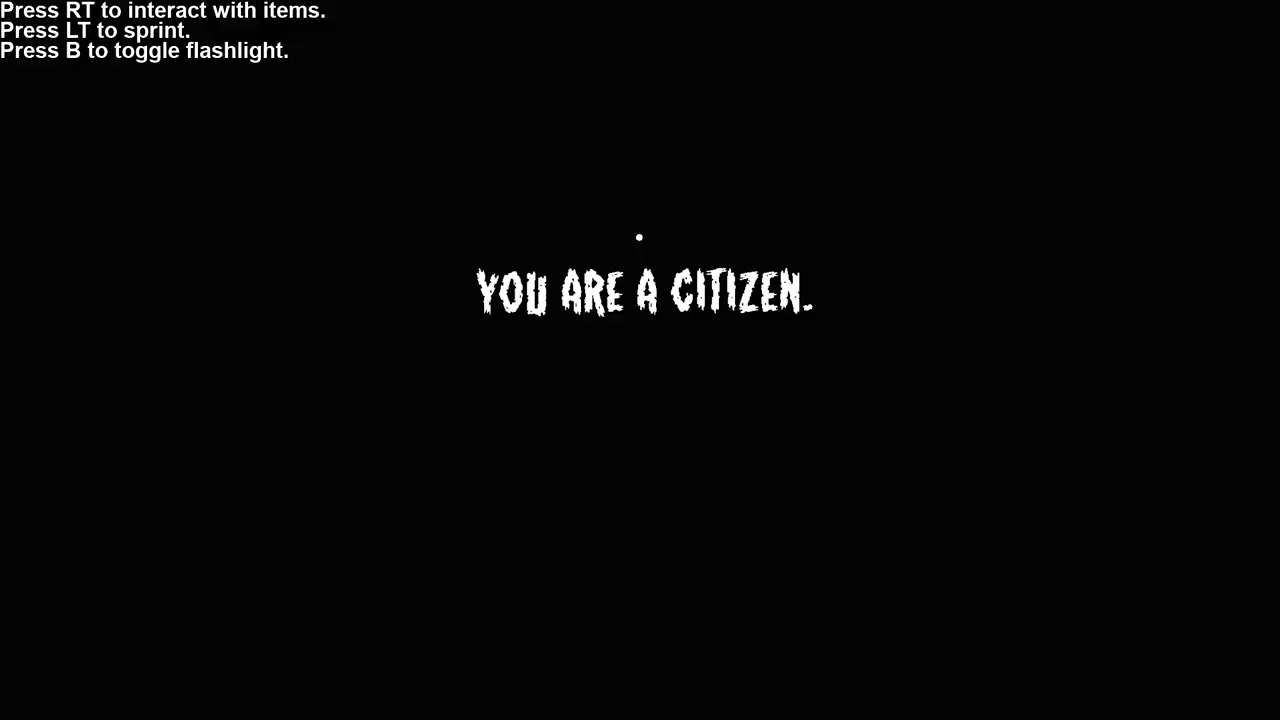 Press RT to interact with items.
Press LT to sprint.
Press B to toggle flashlight.
YOU ARE A CITIZEN.